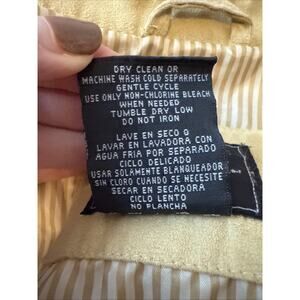 DRY CLEAN OR
MACHINE WASH COLD SEPARATELY
GENTLE CYCLE
USE ONLY NON-CHLORINE BLEACH
WHEN NEEDED
TUMBLE DRY LOW
DO NOT IRON
LAVE EN SECO O
LAVAR EN LAVADORA CON
AGUA FRIA POR SEPARADO
CICLO DELICADO
USAR SOLAMENTE BLANQUEADOR
SIN CLORO CUANDO SE NECESITE
SECAR EN SECADORA
CICLO LENTO
NO PLANCHA